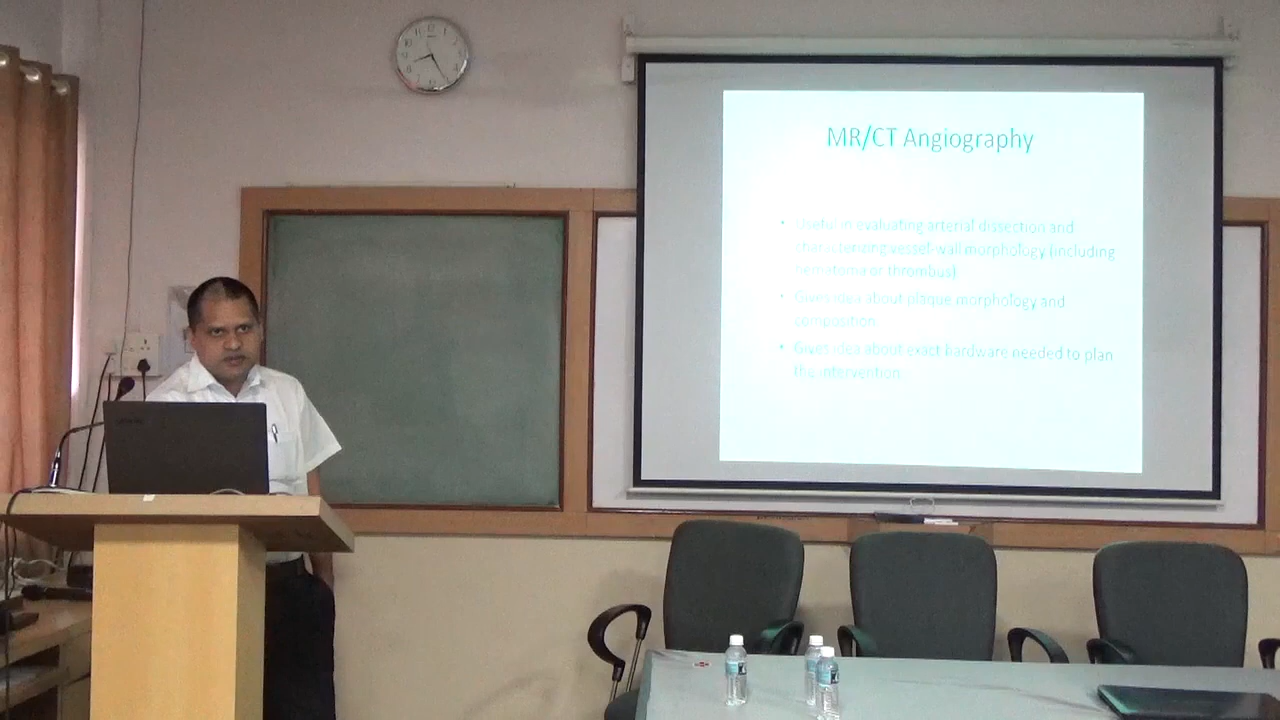 MR/CT Angiography
• Useful in evaluating arterial dissection and
characterizing vessel-wall morphology (including
hematoma or thrombus)
• Gives idea about plaque morphology and
composition
• Gives idea about exact hardware needed to plan
the intervention